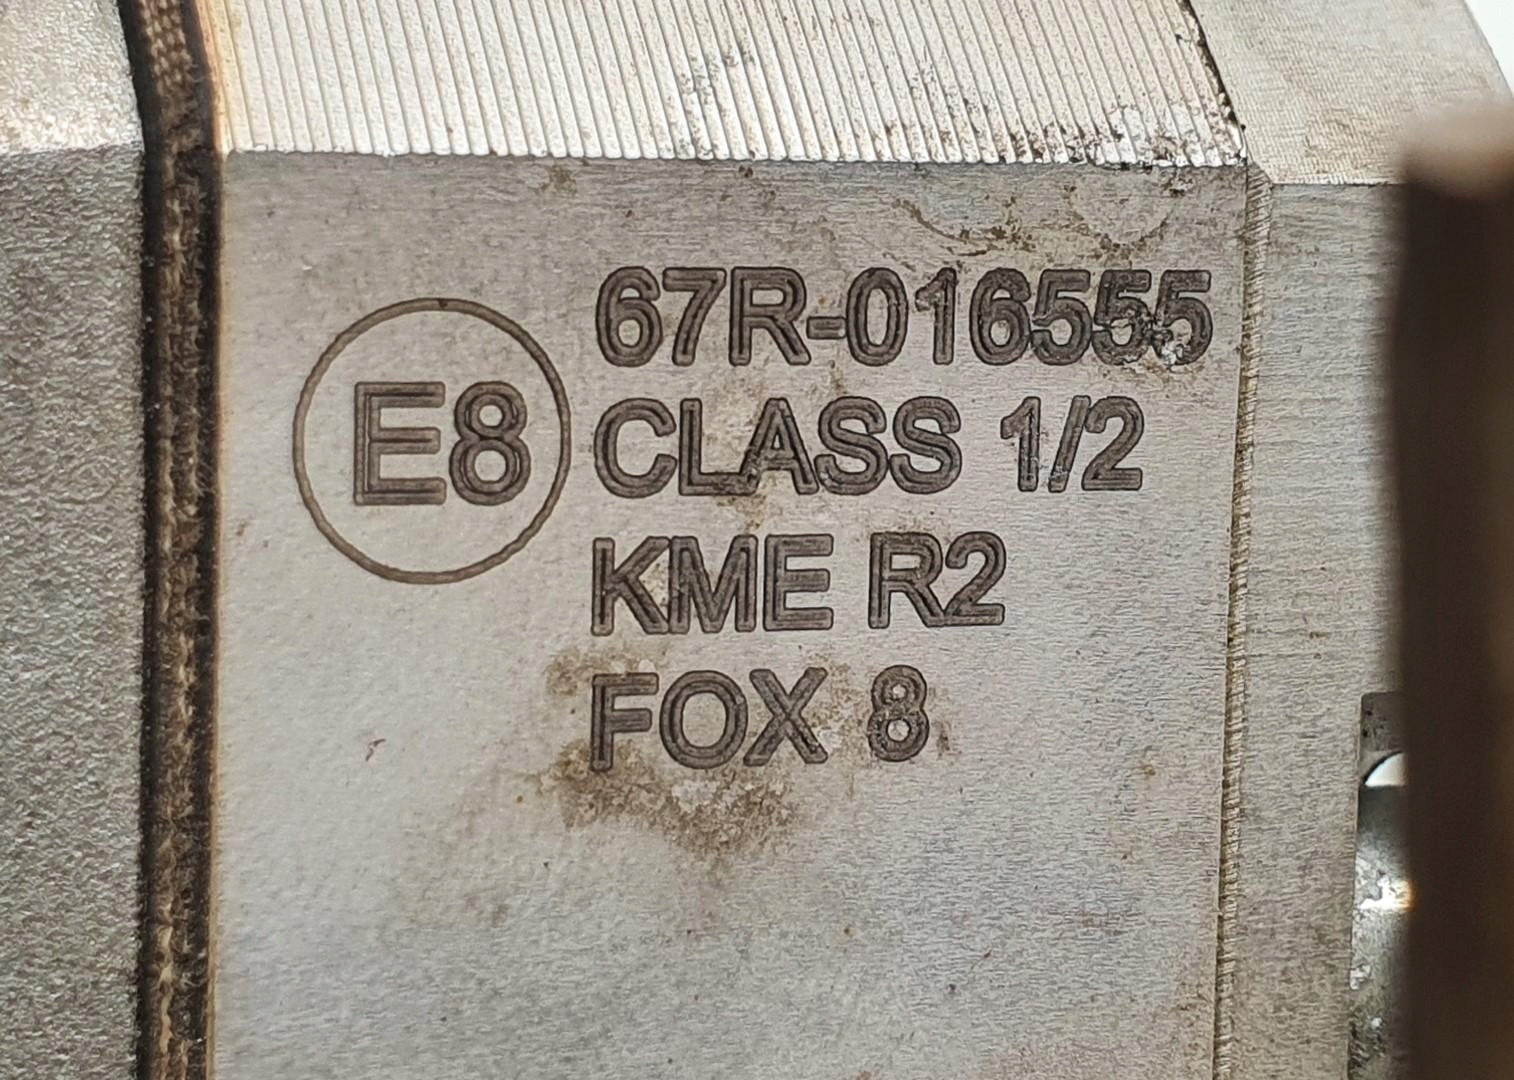 E8
67R-016555
CLASS 1/2
KME R2
FOX 8